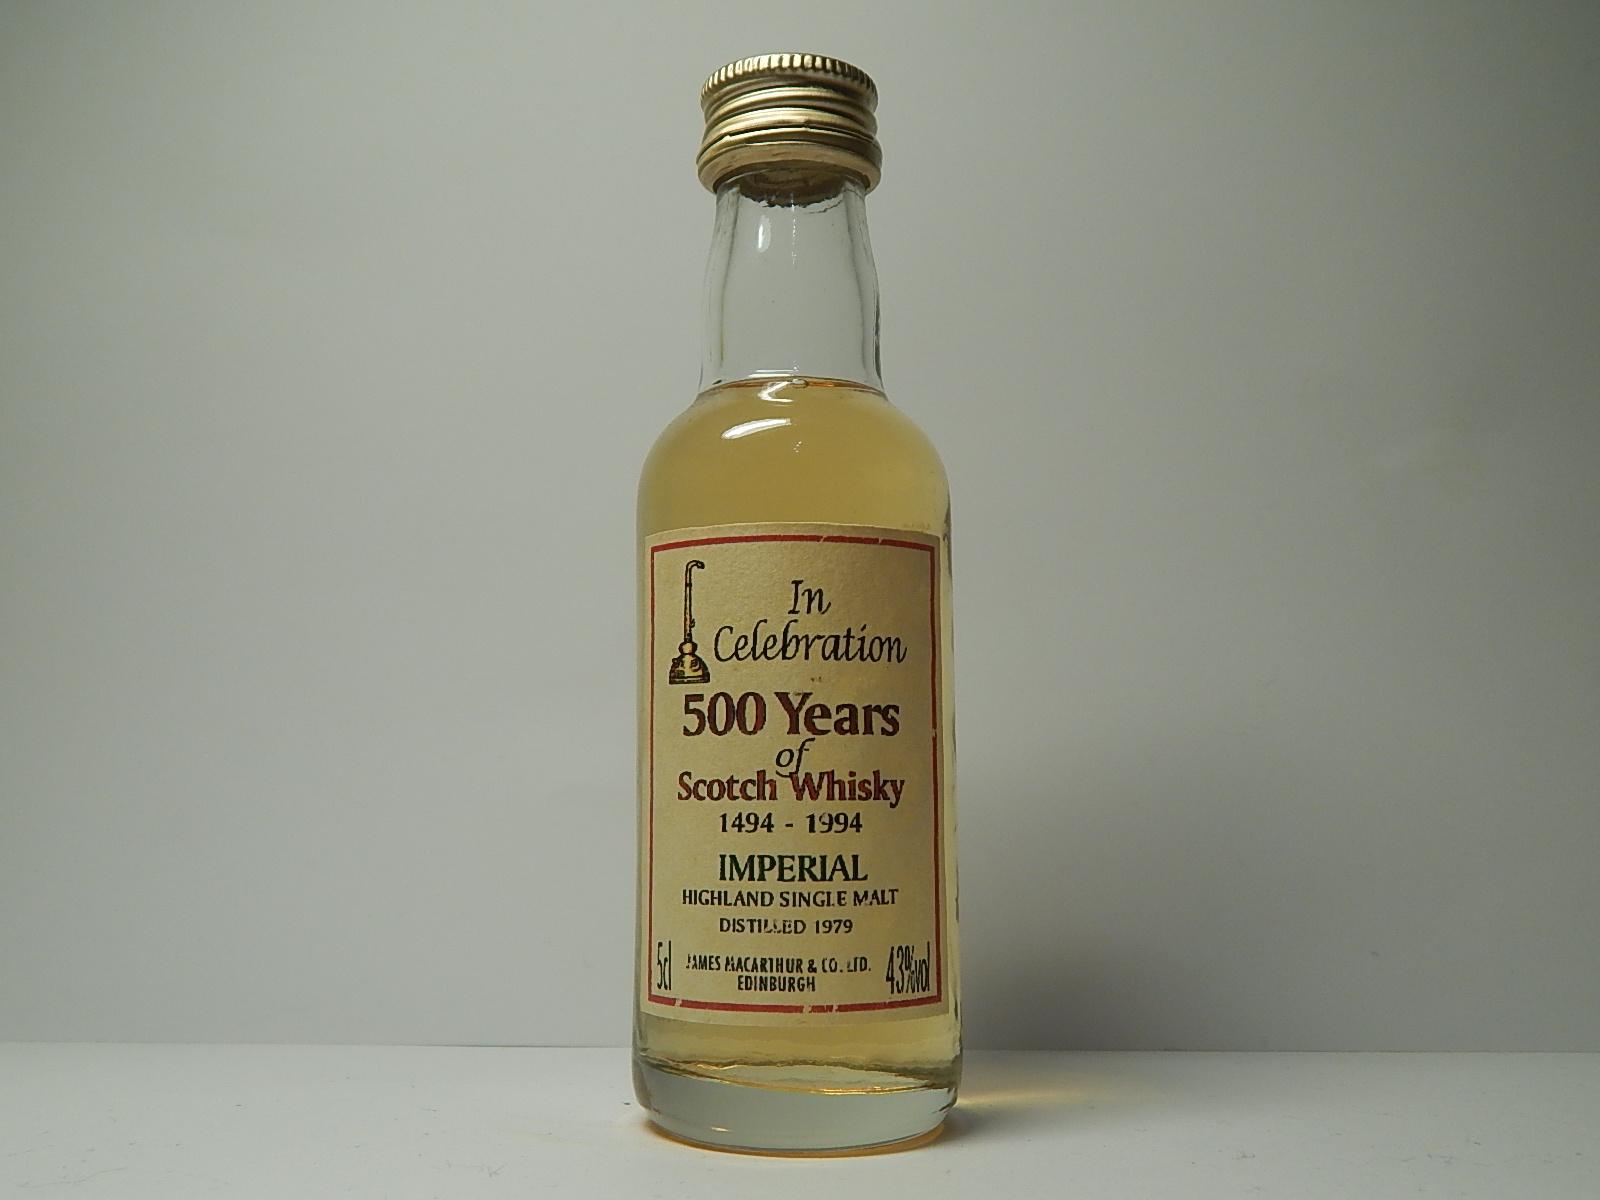 In
Celebration
500 Years
of
Scotch Whisky
1494 - 1994
IMPERIAL
HIGHLAND SINGLE MALT
DISTILLED 1979
5cl
JAMES MACARTHUR & CO. LTD.
EDINBURGH
43%vol